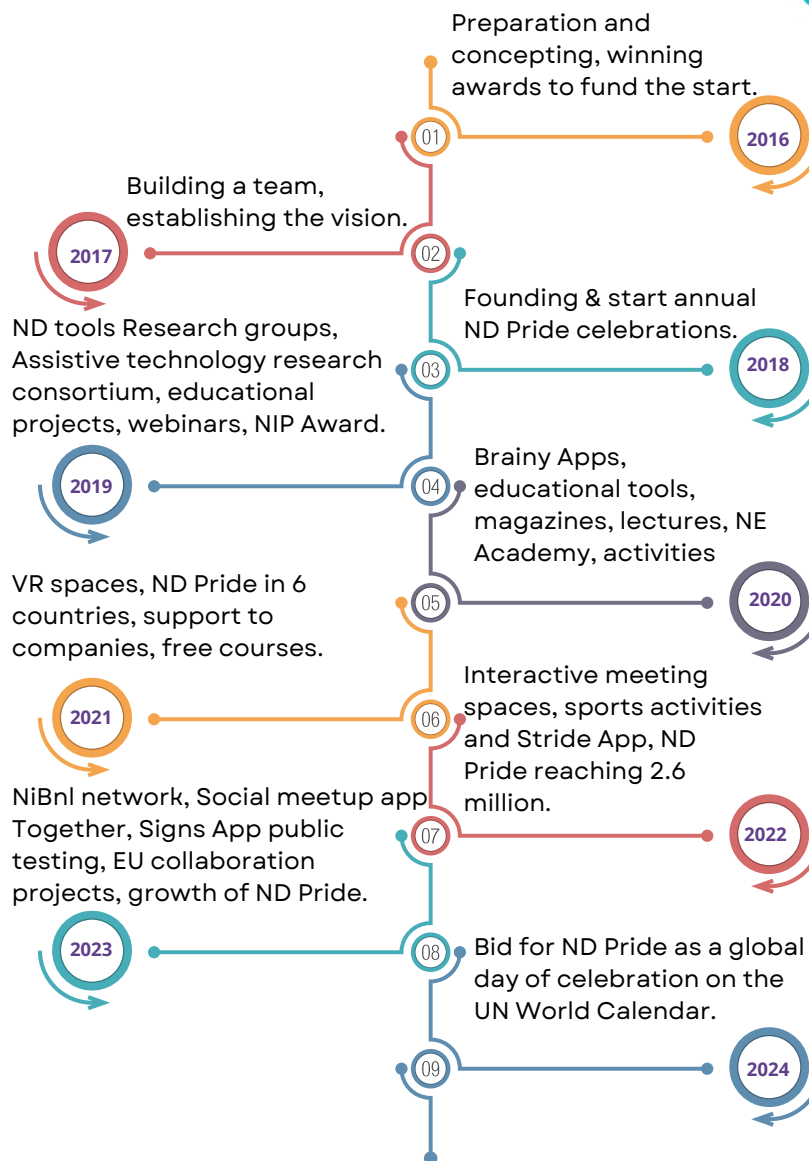 Preparation and
concepting, winning
awards to fund the start.
01
2016
Building a team,
establishing the vision.
2017
02
Founding & start annual
ND Pride celebrations.
03
2018
ND tools Research groups,
Assistive technology research
consortium, educational
projects, webinars, NIP Award.
2019
04
Brainy Apps,
educational tools,
magazines, lectures, NE
Academy, activities
05
2020
VR spaces, ND Pride in 6
countries, support to
companies, free courses.
2021
06
Interactive meeting
spaces, sports activities
and Stride App, ND
Pride reaching 2.6
million.
07
2022
NiBnl network, Social meetup app
Together, Signs App public
testing, EU collaboration
projects, growth of ND Pride.
2023
08
Bid for ND Pride as a global
day of celebration on the
UN World Calendar.
09
2024